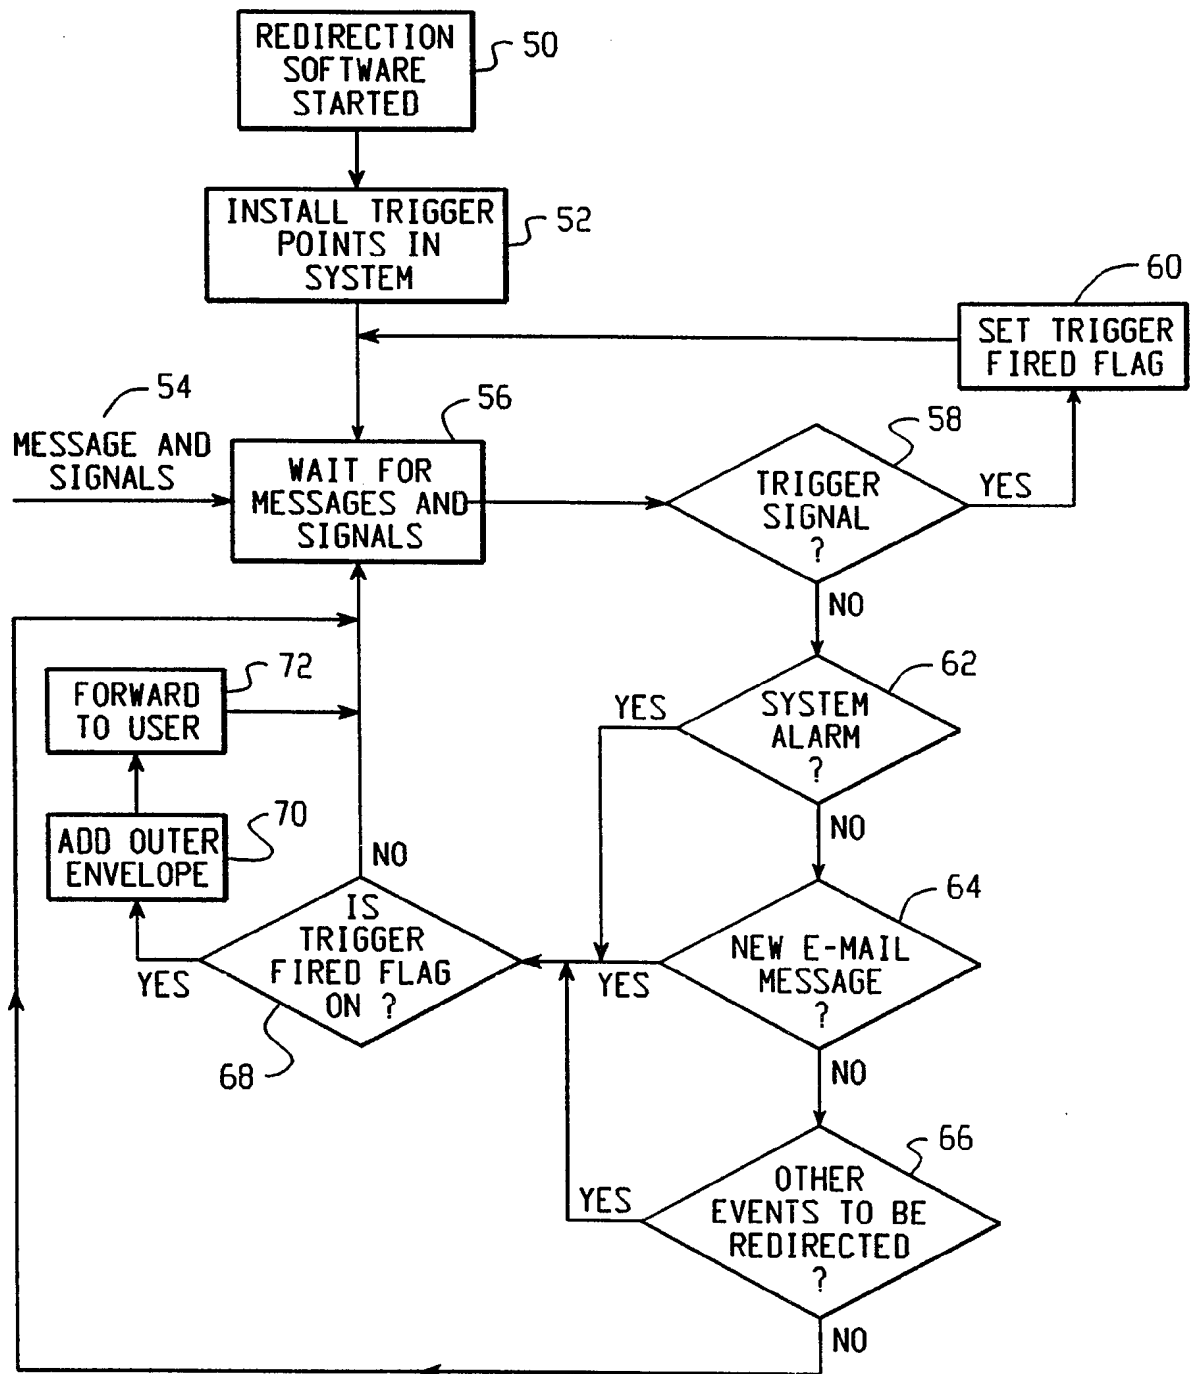 REDIRECTION
SOFTWARE
STARTED
50
INSTALL TRIGGER
POINTS IN
SYSTEM
52
60
SET TRIGGER
FIRED FLAG
54
MESSAGE AND
SIGNALS
56
WAIT FOR
MESSAGES AND
SIGNALS
58
TRIGGER
SIGNAL
?
YES
NO
62
SYSTEM
ALARM
?
YES
NO
72
FORWARD
TO USER
70
ADD OUTER
ENVELOPE
NO
IS
TRIGGER
FIRED FLAG
ON ?
YES
68
64
NEW E-MAIL
MESSAGE
?
YES
NO
66
OTHER
EVENTS TO BE
REDIRECTED
?
YES
NO